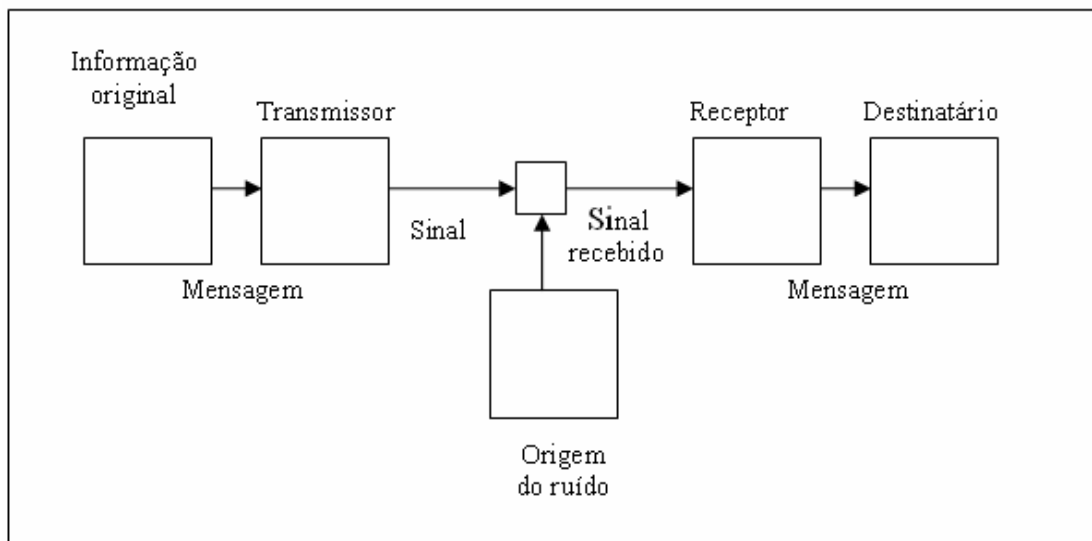 Informação
original
Transmissor
Receptor
Destinatário
Sinal
Sinal
recebido
Mensagem
Mensagem
Origem
do ruído